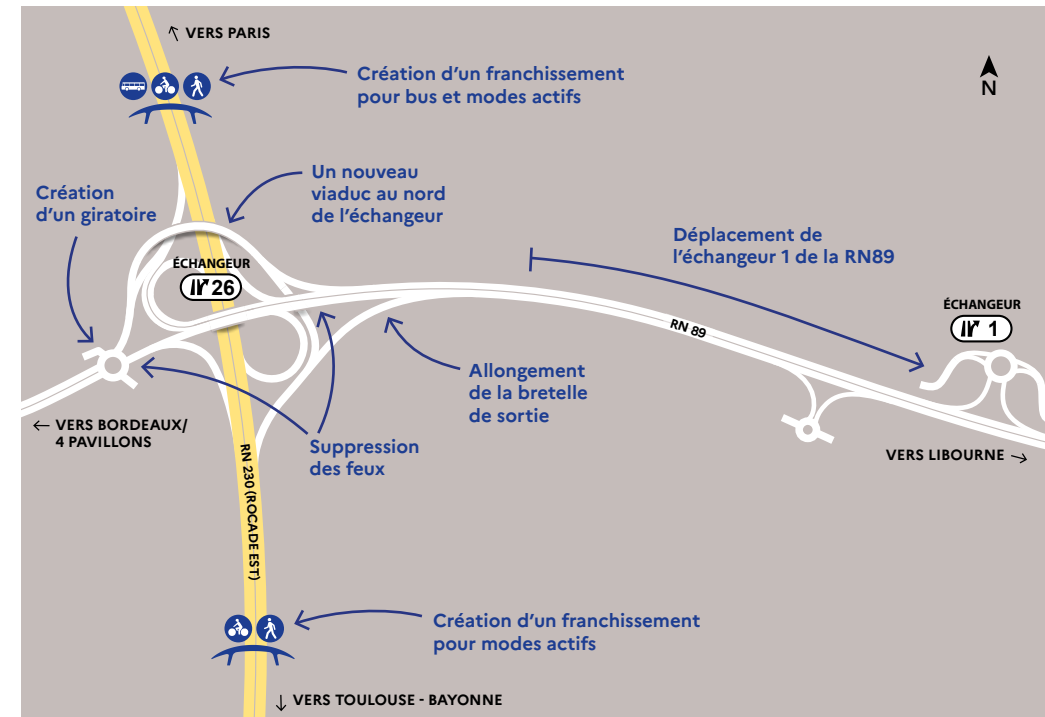 ↖ VERS PARIS
Création d'un franchissement
pour bus et modes actifs
N
Un nouveau
viaduc au nord
de l'échangeur
Création
d'un giratoire
Déplacement de
l'échangeur 1 de la RN89
ÉCHANGEUR
26
ÉCHANGEUR
1
RN 89
Allongement
de la bretelle
de sortie
← VERS BORDEAUX/
4 PAVILLONS
Suppression
des feux
VERS LIBOURNE →
RN 230 (ROCADE EST)
Création d'un franchissement
pour modes actifs
↓ VERS TOULOUSE - BAYONNE